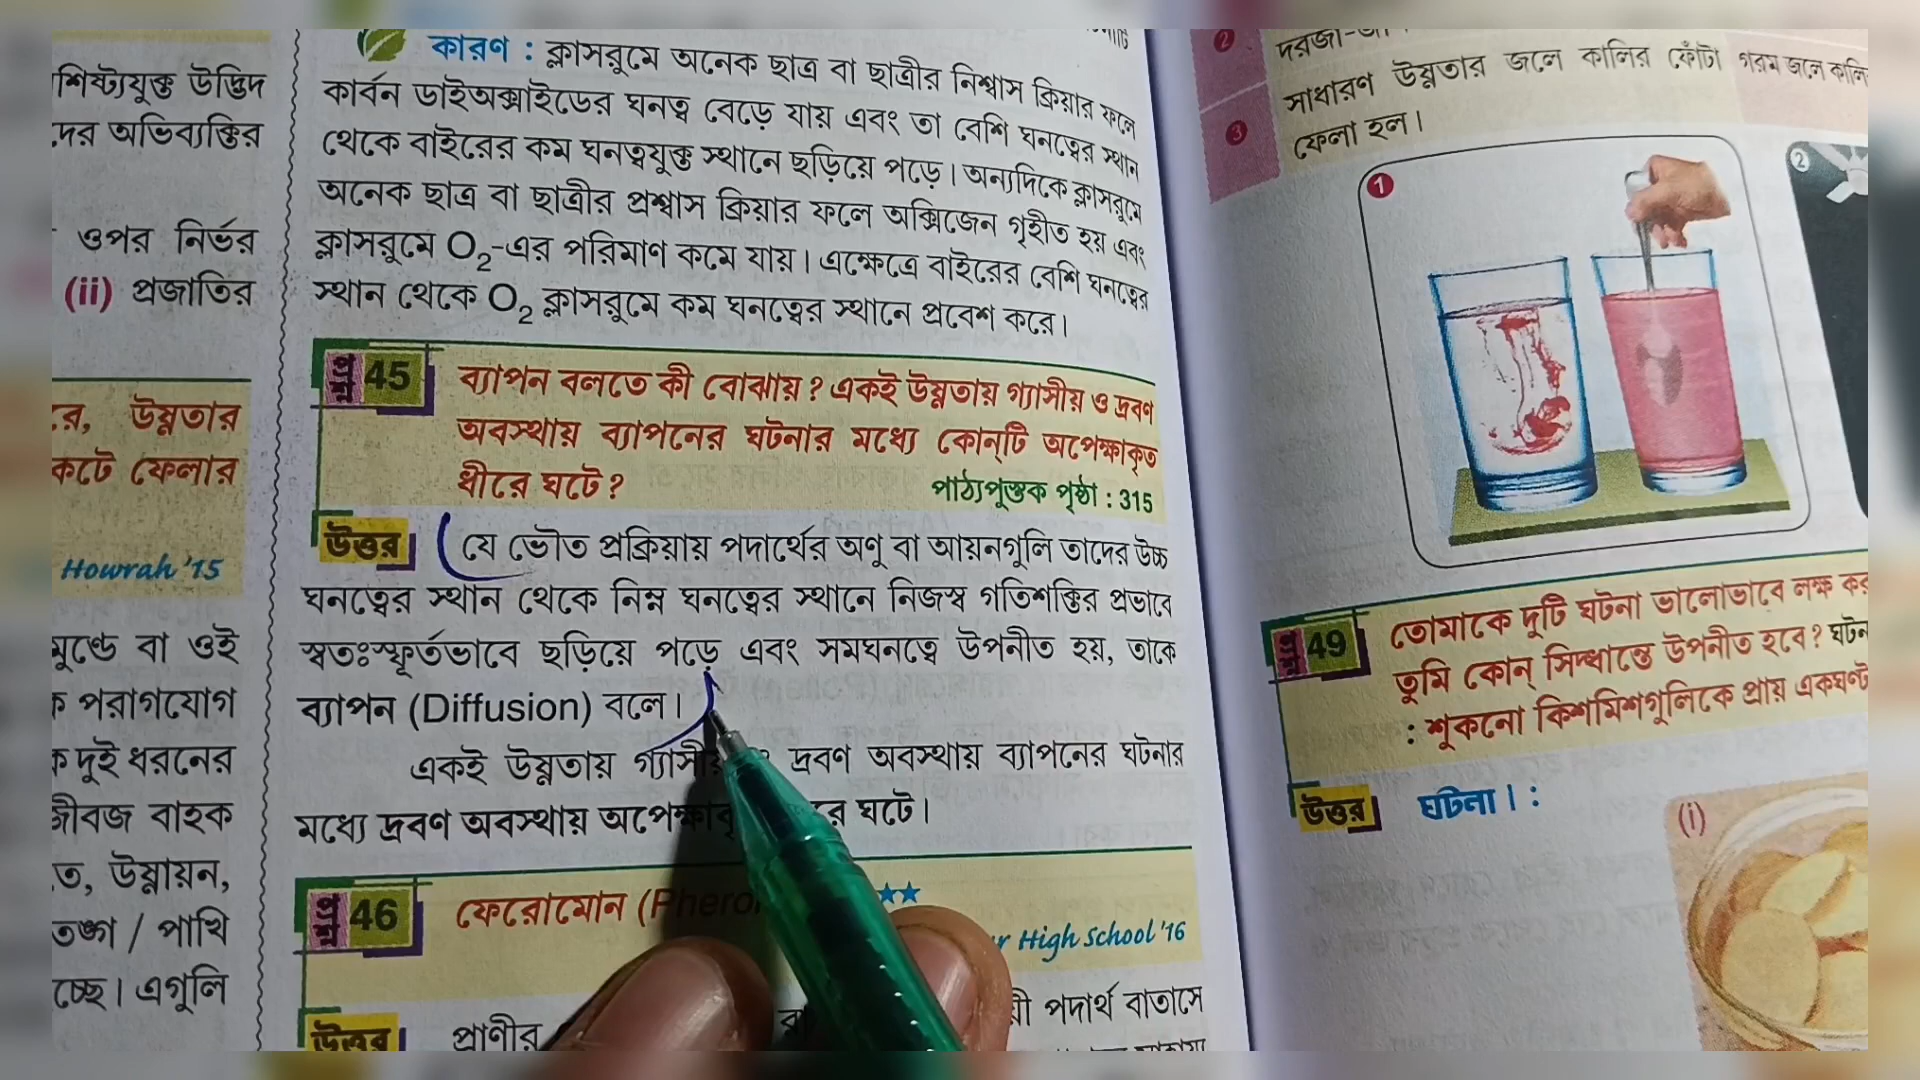 শিষ্ট্যযুক্ত উদ্ভিদ
দের অভিব্যক্তির
ওপর নির্ভর
(ii) প্রজাতির
রে, উষ্ণতার
কটে ফেলার
Howrah '15
মুণ্ডে বা ওই
ক পরাগযোগ
ক দুই ধরনের
জীবজ বাহক
ত, উষ্ণায়ন,
তঙ্গ / পাখি
চ্ছে। এগুলি
কারণ : ক্লাসরুমে অনেক ছাত্র বা ছাত্রীর নিশ্বাস ক্রিয়ার ফলে
কার্বন ডাইঅক্সাইডের ঘনত্ব বেড়ে যায় এবং তা বেশি ঘনত্বের স্থান
থেকে বাইরের কম ঘনত্বযুক্ত স্থানে ছড়িয়ে পড়ে। অন্যদিকে ক্লাসরুমে
অনেক ছাত্র বা ছাত্রীর প্রশ্বাস ক্রিয়ার ফলে অক্সিজেন গৃহীত হয় এবং
ক্লাসরুমে O₂-এর পরিমাণ কমে যায়। এক্ষেত্রে বাইরের বেশি ঘনত্বের
স্থান থেকে O₂ ক্লাসরুমে কম ঘনত্বের স্থানে প্রবেশ করে।
প্রশ্ন 45 ব্যাপন বলতে কী বোঝায়? একই উষ্ণতায় গ্যাসীয় ও দ্রবণ
অবস্থায় ব্যাপনের ঘটনার মধ্যে কোন্‌টি অপেক্ষাকৃত
ধীরে ঘটে? পাঠ্যপুস্তক পৃষ্ঠা : 315
উত্তর যে ভৌত প্রক্রিয়ায় পদার্থের অণু বা আয়নগুলি তাদের উচ্চ
ঘনত্বের স্থান থেকে নিম্ন ঘনত্বের স্থানে নিজস্ব গতিশক্তির প্রভাবে
স্বতঃস্ফূর্তভাবে ছড়িয়ে পড়ে এবং সমঘনত্বে উপনীত হয়, তাকে
ব্যাপন (Diffusion) বলে।
একই উষ্ণতায় দ্রবণ অবস্থায় ব্যাপনের ঘটনার
মধ্যে দ্রবণ অবস্থায় ঘটে।
প্রশ্ন 46 ফেরোমোন ★★
High School '16
উত্তর প্রাণীর পদার্থ বাতাসে
2
সাধারণ উষ্ণতার জলে কালির ফোঁটা গরম জলে কালি
3 ফেলা হল।
1
2
প্রশ্ন 49 তোমাকে দুটি ঘটনা ভালোভাবে লক্ষ কর
তুমি কোন্ সিদ্ধান্তে উপনীত হবে? ঘটন
: শুকনো কিশমিশগুলিকে প্রায় একঘণ্ট
উত্তর ঘটনা। :
(i)